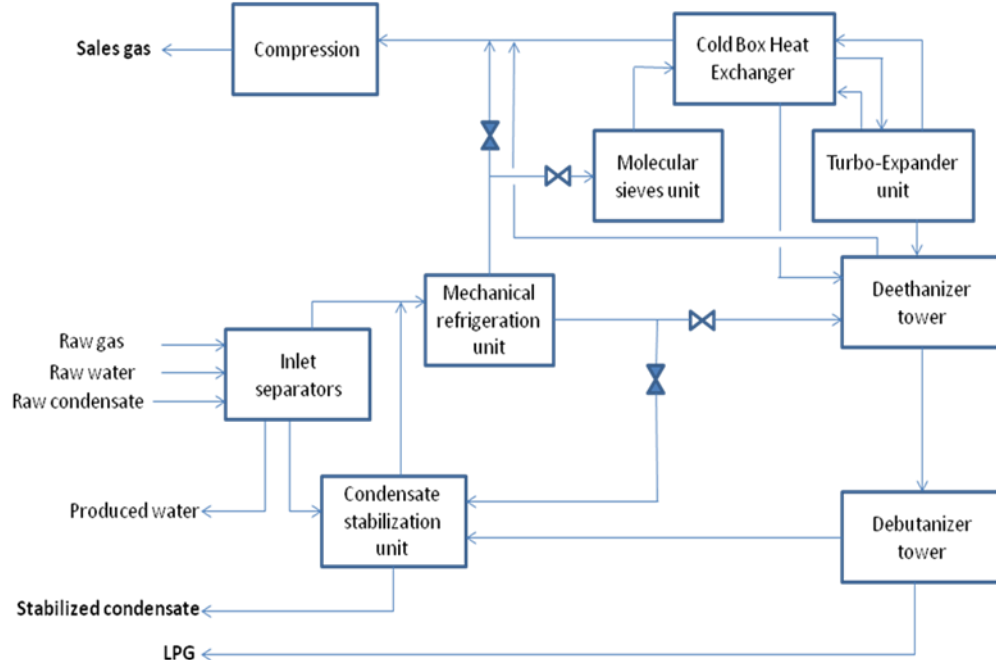 Sales gas
Compression
Cold Box Heat
Exchanger
Molecular
sieves unit
Turbo-Expander
unit
Mechanical
refrigeration
unit
Deethanizer
tower
Raw gas
Raw water
Raw condensate
Inlet
separators
Produced water
Condensate
stabilization
unit
Debutanizer
tower
Stabilized condensate
LPG